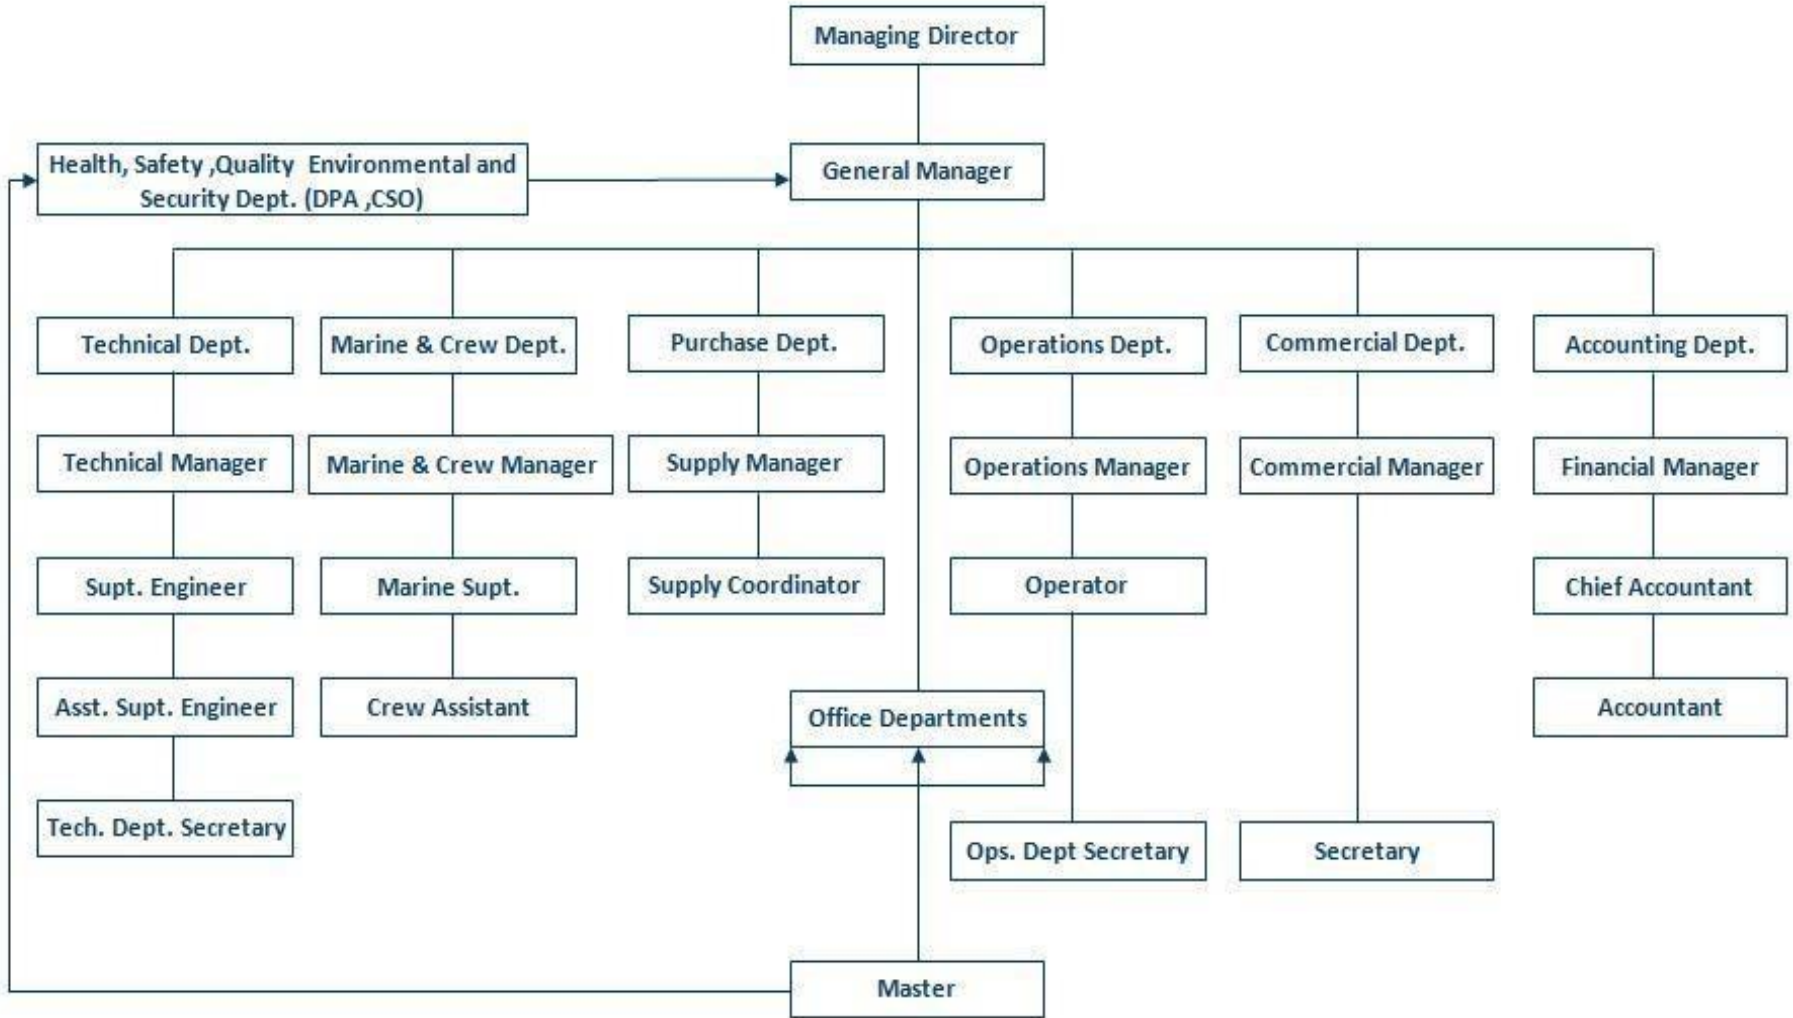 Managing Director
Health, Safety ,Quality  Environmental and
Security Dept. (DPA ,CSO)
General Manager
Technical Dept.
Marine & Crew Dept.
Purchase Dept.
Operations Dept.
Commercial Dept.
Accounting Dept.
Technical Manager
Marine & Crew Manager
Supply Manager
Operations Manager
Commercial Manager
Financial Manager
Supt. Engineer
Marine Supt.
Supply Coordinator
Operator
Chief Accountant
Asst. Supt. Engineer
Crew Assistant
Office Departments
Accountant
Tech. Dept. Secretary
Ops. Dept Secretary
Secretary
Master